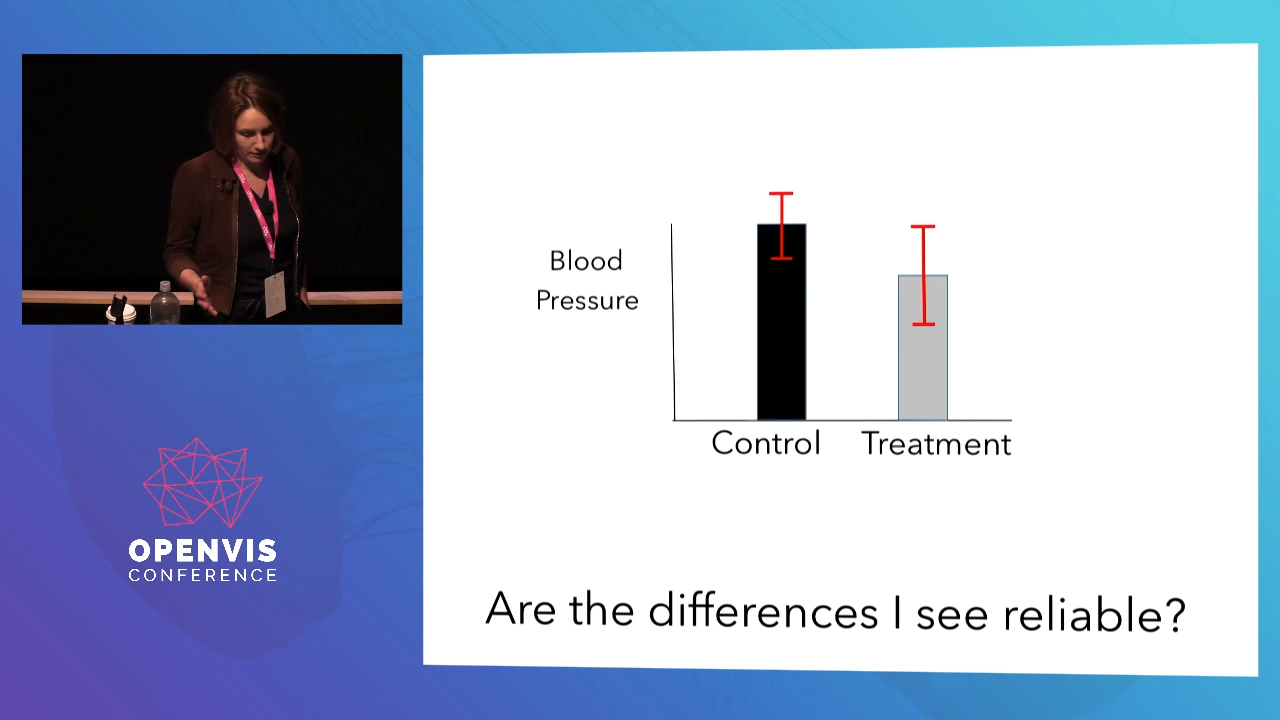 Blood
Pressure
Control
Treatment
Are the differences I see reliable?
OPENVIS
CONFERENCE